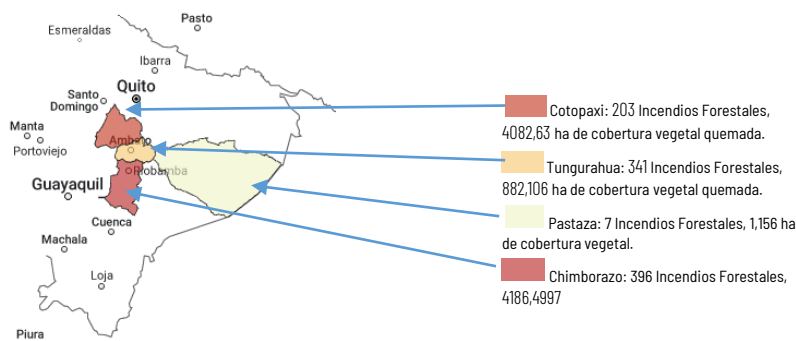 Pasto
Esmeraldas
Ibarra
Quito
Santo
Domingo
Manta
Portoviejo
Ambato
Riobamba
Guayaquil
Cuenca
Machala
Loja
Piura
Cotopaxi: 203 Incendios Forestales,
4082,63 ha de cobertura vegetal quemada.
Tungurahua: 341 Incendios Forestales,
882,106 ha de cobertura vegetal quemada.
Pastaza: 7 Incendios Forestales, 1,156 ha
de cobertura vegetal.
Chimborazo: 396 Incendios Forestales,
4186,4997